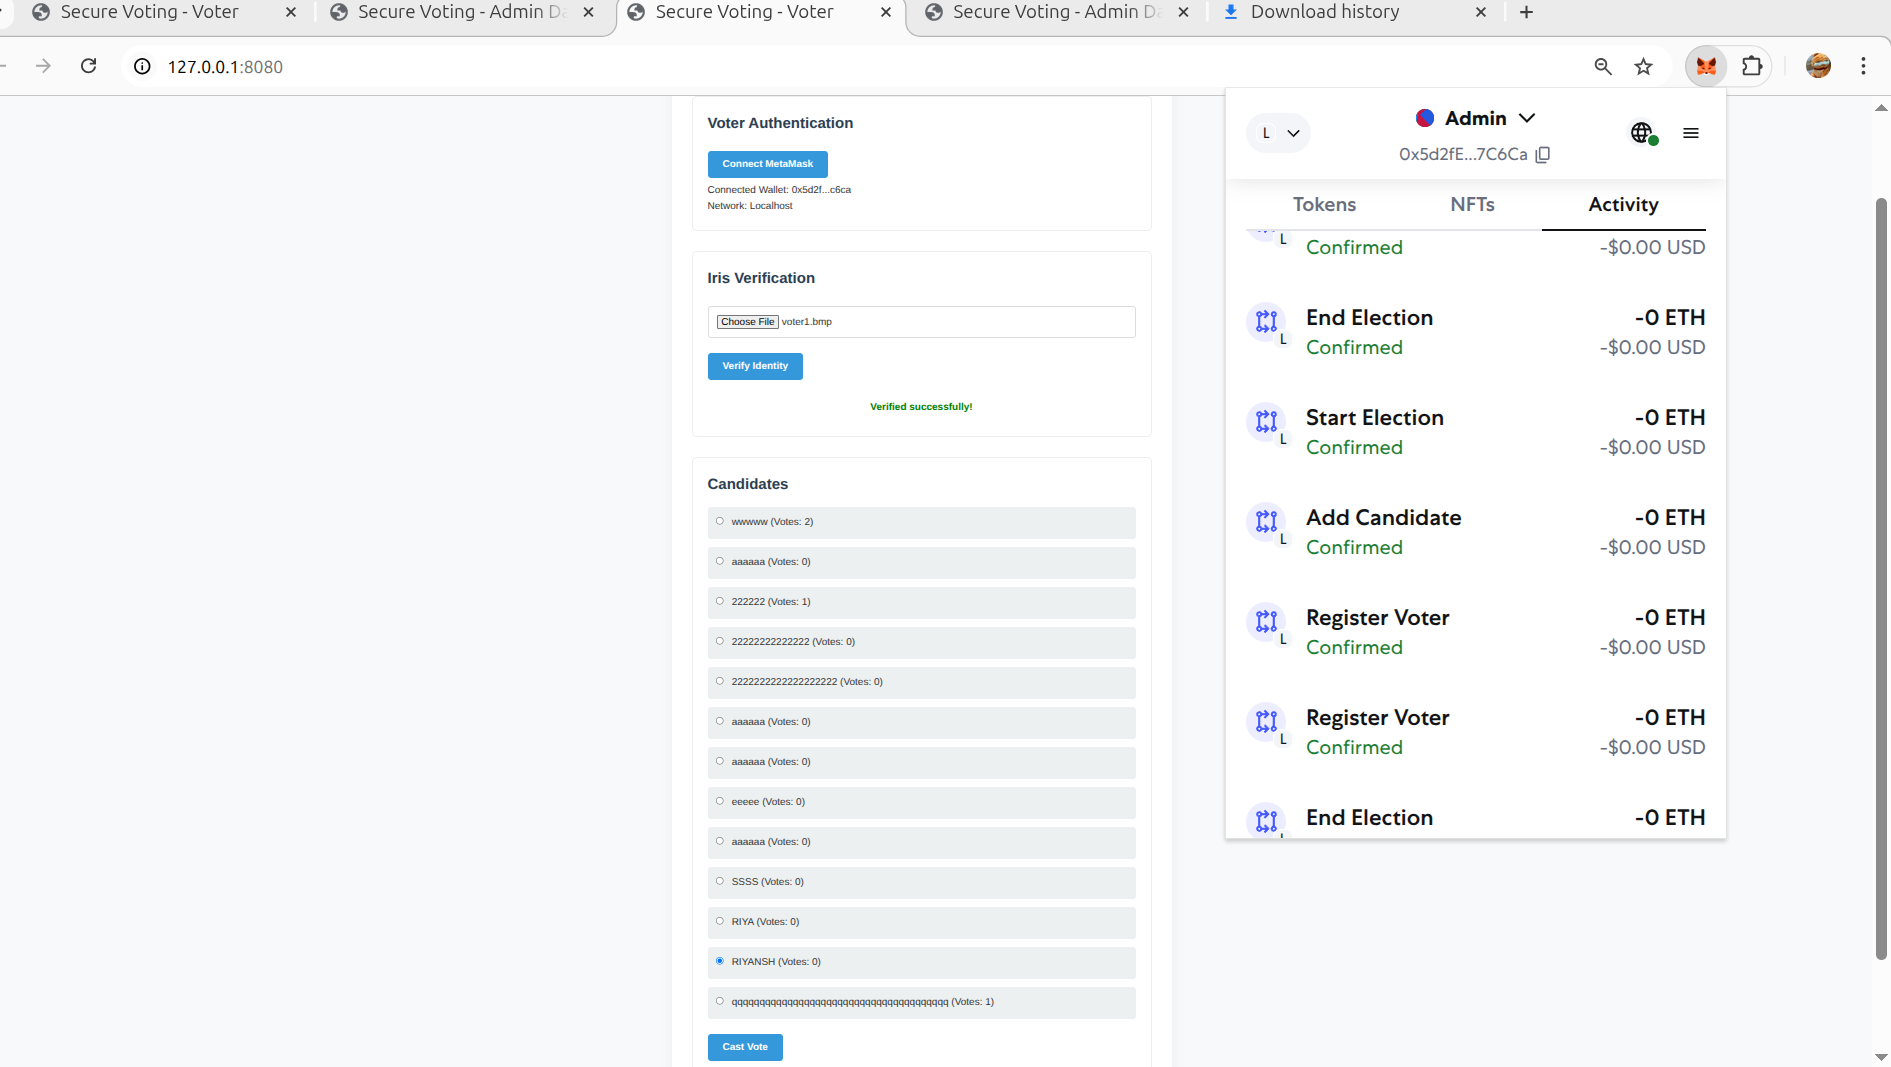 Secure Voting - Voter
Secure Voting - Admin Da
Secure Voting - Voter
Secure Voting - Admin Da
Download history
127.0.0.1:8080
Voter Authentication
Connect MetaMask
Connected Wallet: 0x5d2f...c6ca
Network: Localhost
Iris Verification
Choose File voter1.bmp
Verify Identity
Verified successfully!
Candidates
wwwww (Votes: 2)
aaaaaa (Votes: 0)
222222 (Votes: 1)
22222222222222 (Votes: 0)
2222222222222222222 (Votes: 0)
aaaaaa (Votes: 0)
aaaaaa (Votes: 0)
eeeee (Votes: 0)
aaaaaa (Votes: 0)
SSSS (Votes: 0)
RIYA (Votes: 0)
RIYANSH (Votes: 0)
qqqqqqqqqqqqqqqqqqqqqqqqqqqqqqqqqqqqqqq (Votes: 1)
Cast Vote
L
Admin
0x5d2fE...7C6Ca
Tokens
NFTs
Activity
L
Confirmed
-$0.00 USD
End Election
-0 ETH
L
Confirmed
-$0.00 USD
Start Election
-0 ETH
L
Confirmed
-$0.00 USD
Add Candidate
-0 ETH
L
Confirmed
-$0.00 USD
Register Voter
-0 ETH
L
Confirmed
-$0.00 USD
Register Voter
-0 ETH
L
Confirmed
-$0.00 USD
End Election
-0 ETH